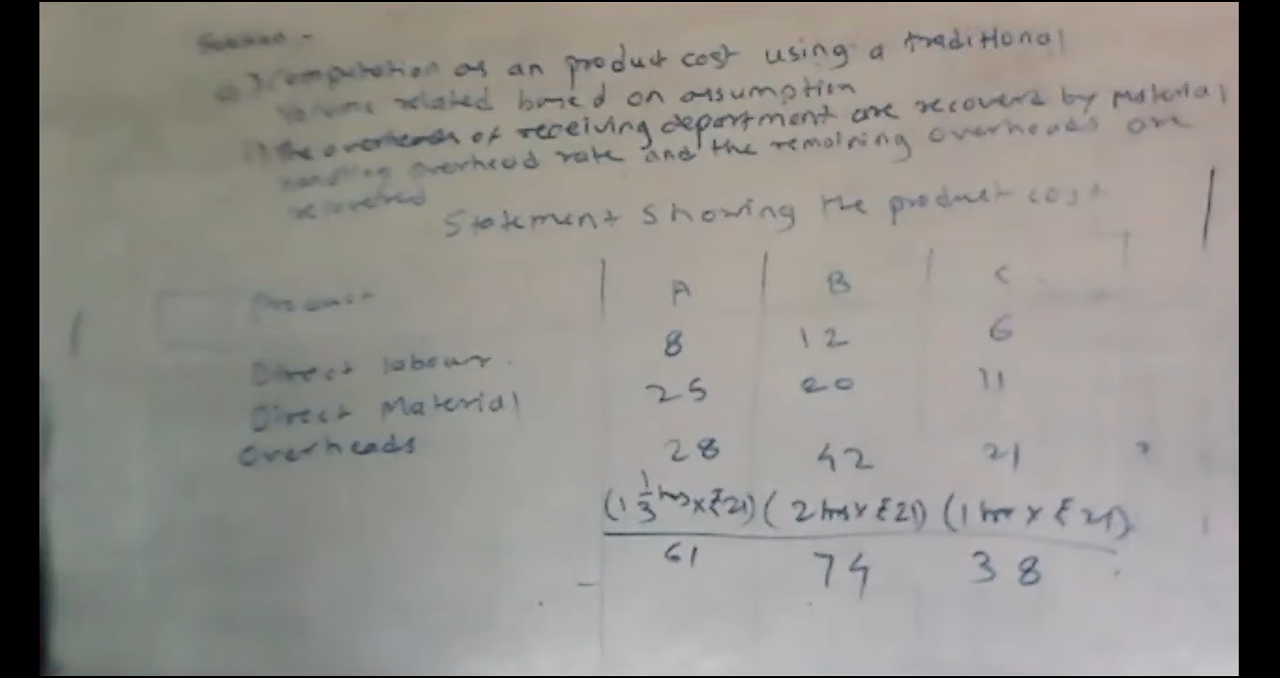 Solution -
a) Computation of an product cost using a traditional
volume related based on assumption
i) The overheads of receiving department are recoverd by material
handling overhead rate and the remaining overheads are
recovered
Statement showing the product cost
Product A B C
Direct labour. 8 12 6
Direct Material 25 20 11
overheads 28 42 21
(1 1/3 hrs x ₹21) (2 hrs x ₹21) (1 hr x ₹21)
61 74 38